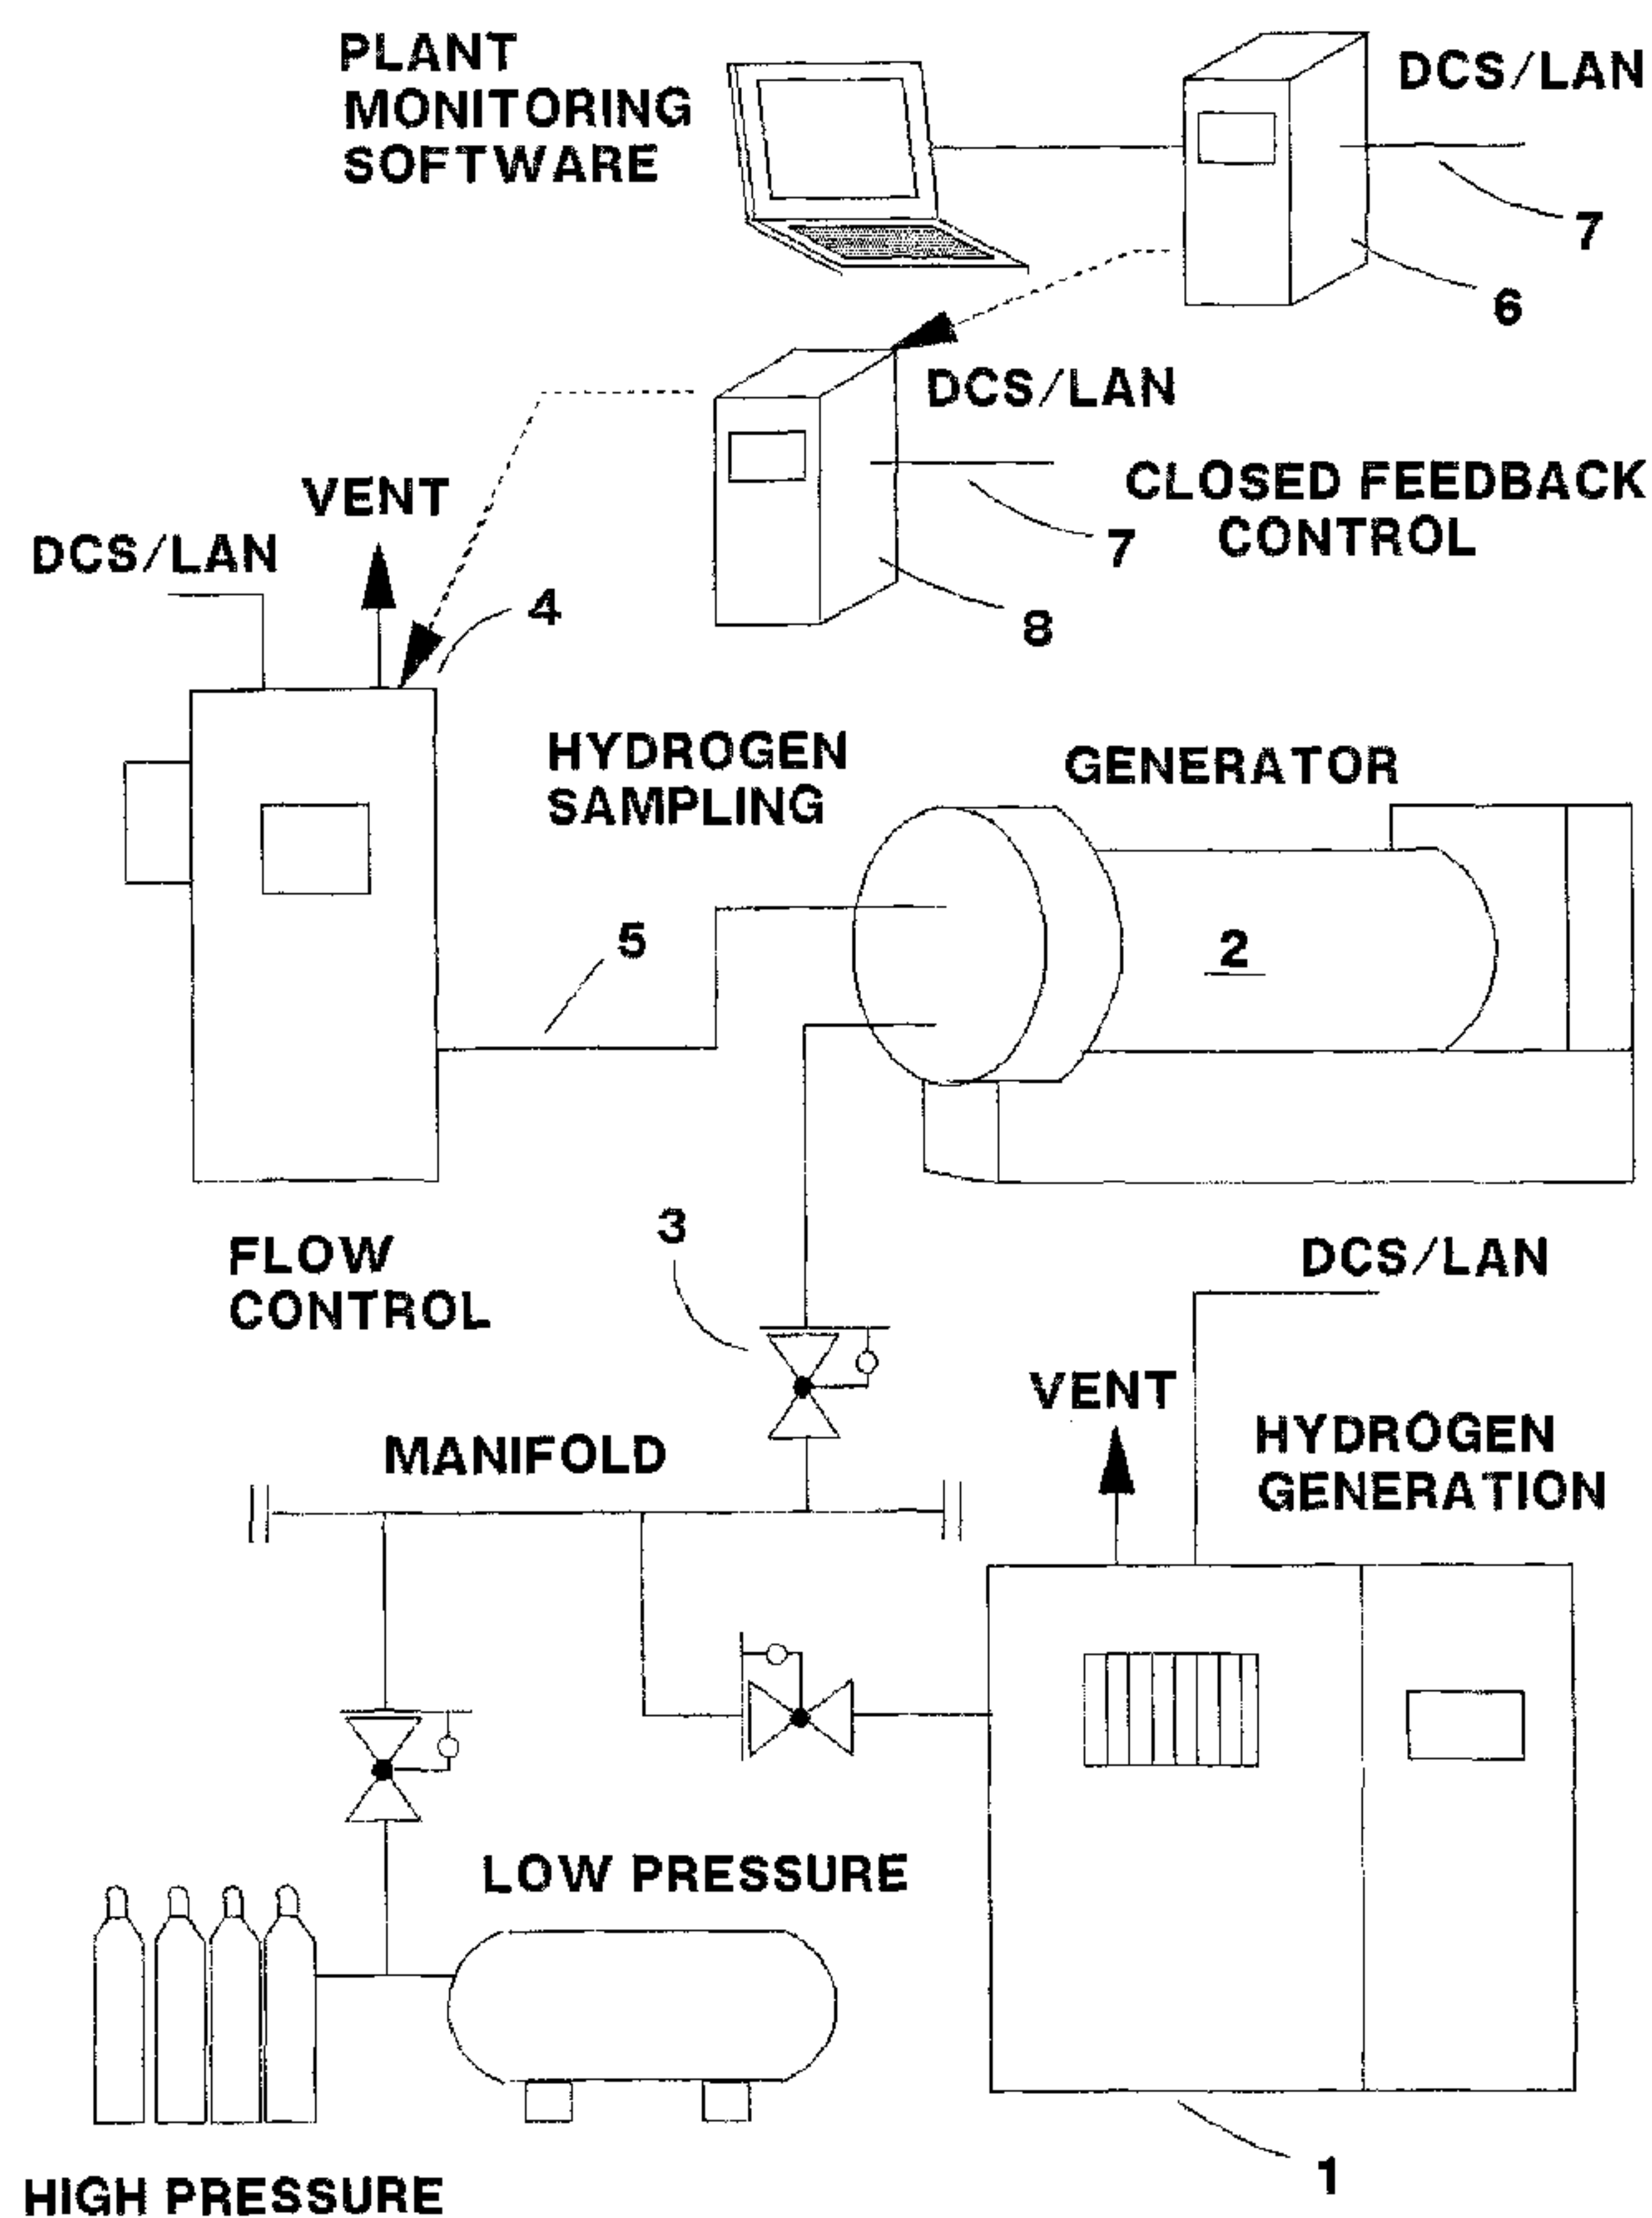 PLANT
MONITORING
SOFTWARE
DCS/LAN
7
6
DCS/LAN
CLOSED FEEDBACK
CONTROL
7
8
VENT
DCS/LAN
4
HYDROGEN
SAMPLING
GENERATOR
5
2
3
FLOW
CONTROL
DCS/LAN
VENT
HYDROGEN
GENERATION
MANIFOLD
LOW PRESSURE
HIGH PRESSURE
1